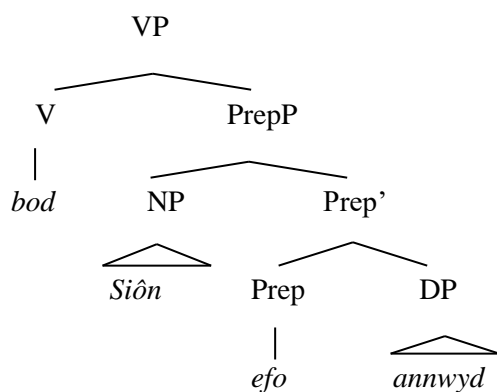 VP
V PrepP
bod NP Prep’
Siôn Prep DP
efo annwyd